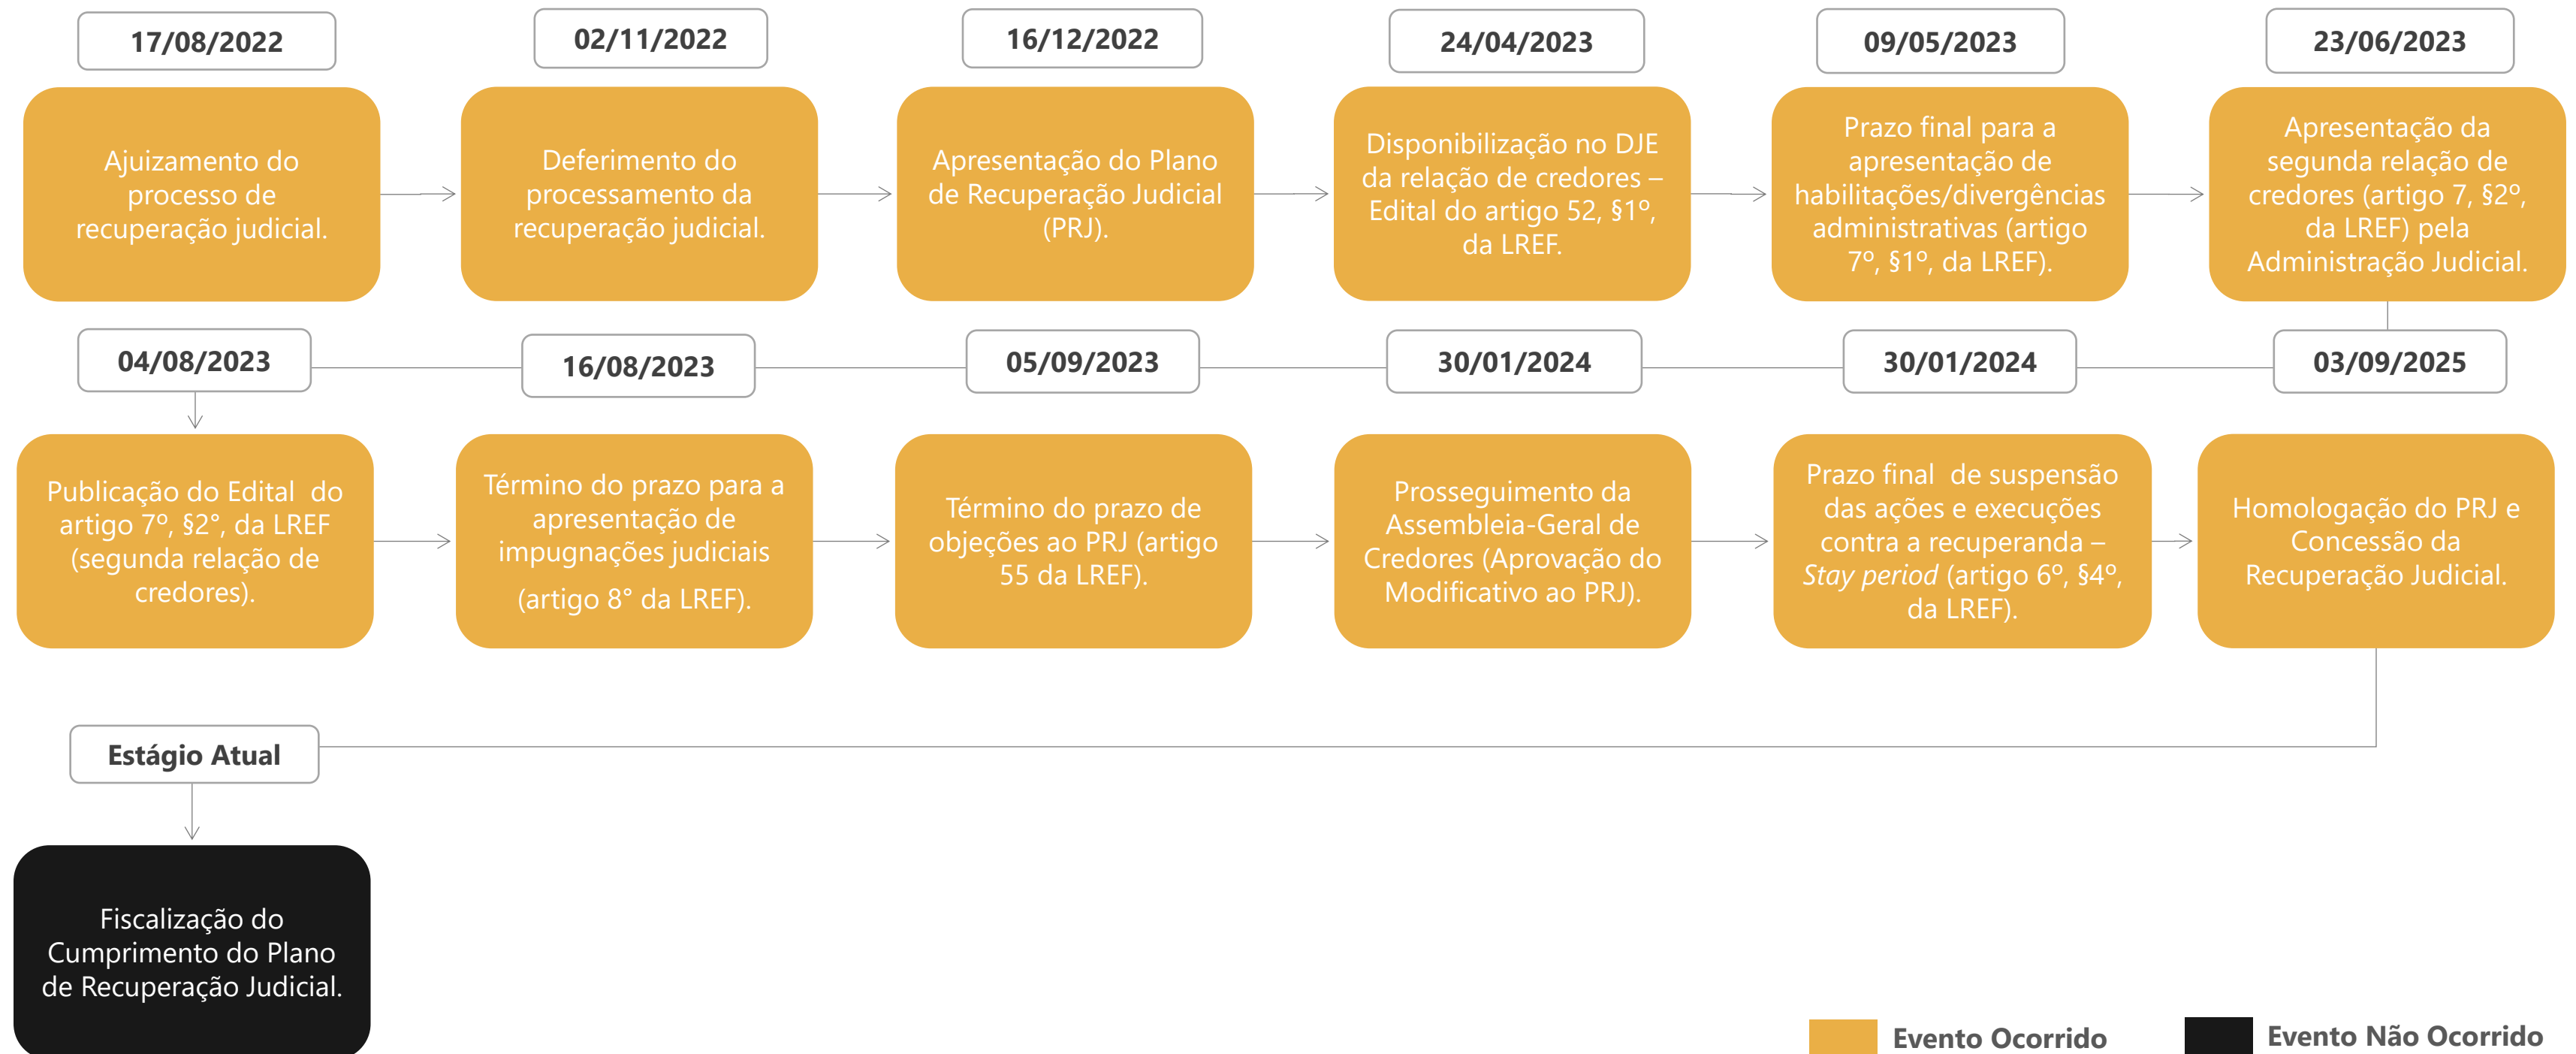 17/08/2022
Ajuizamento do
processo de
recuperação judicial.
02/11/2022
Deferimento do
processamento da
recuperação judicial.
16/12/2022
Apresentação do Plano
de Recuperação Judicial
(PRJ).
24/04/2023
Disponibilização no DJE
da relação de credores –
Edital do artigo 52, §1º,
da LREF.
09/05/2023
Prazo final para a
apresentação de
habilitações/divergências
administrativas (artigo
7º, §1º, da LREF).
23/06/2023
Apresentação da
segunda relação de
credores (artigo 7, §2º,
da LREF) pela
Administração Judicial.
04/08/2023
Publicação do Edital  do
artigo 7º, §2°, da LREF
(segunda relação de
credores).
16/08/2023
Término do prazo para a
apresentação de
impugnações judiciais
(artigo 8° da LREF).
05/09/2023
Término do prazo de
objeções ao PRJ (artigo
55 da LREF).
30/01/2024
Prosseguimento da
Assembleia-Geral de
Credores (Aprovação do
Modificativo ao PRJ).
30/01/2024
Prazo final  de suspensão
das ações e execuções
contra a recuperanda –
Stay period (artigo 6º, §4º,
da LREF).
03/09/2025
Homologação do PRJ e
Concessão da
Recuperação Judicial.
Estágio Atual
Fiscalização do
Cumprimento do Plano
de Recuperação Judicial.
Evento Ocorrido
Evento Não Ocorrido